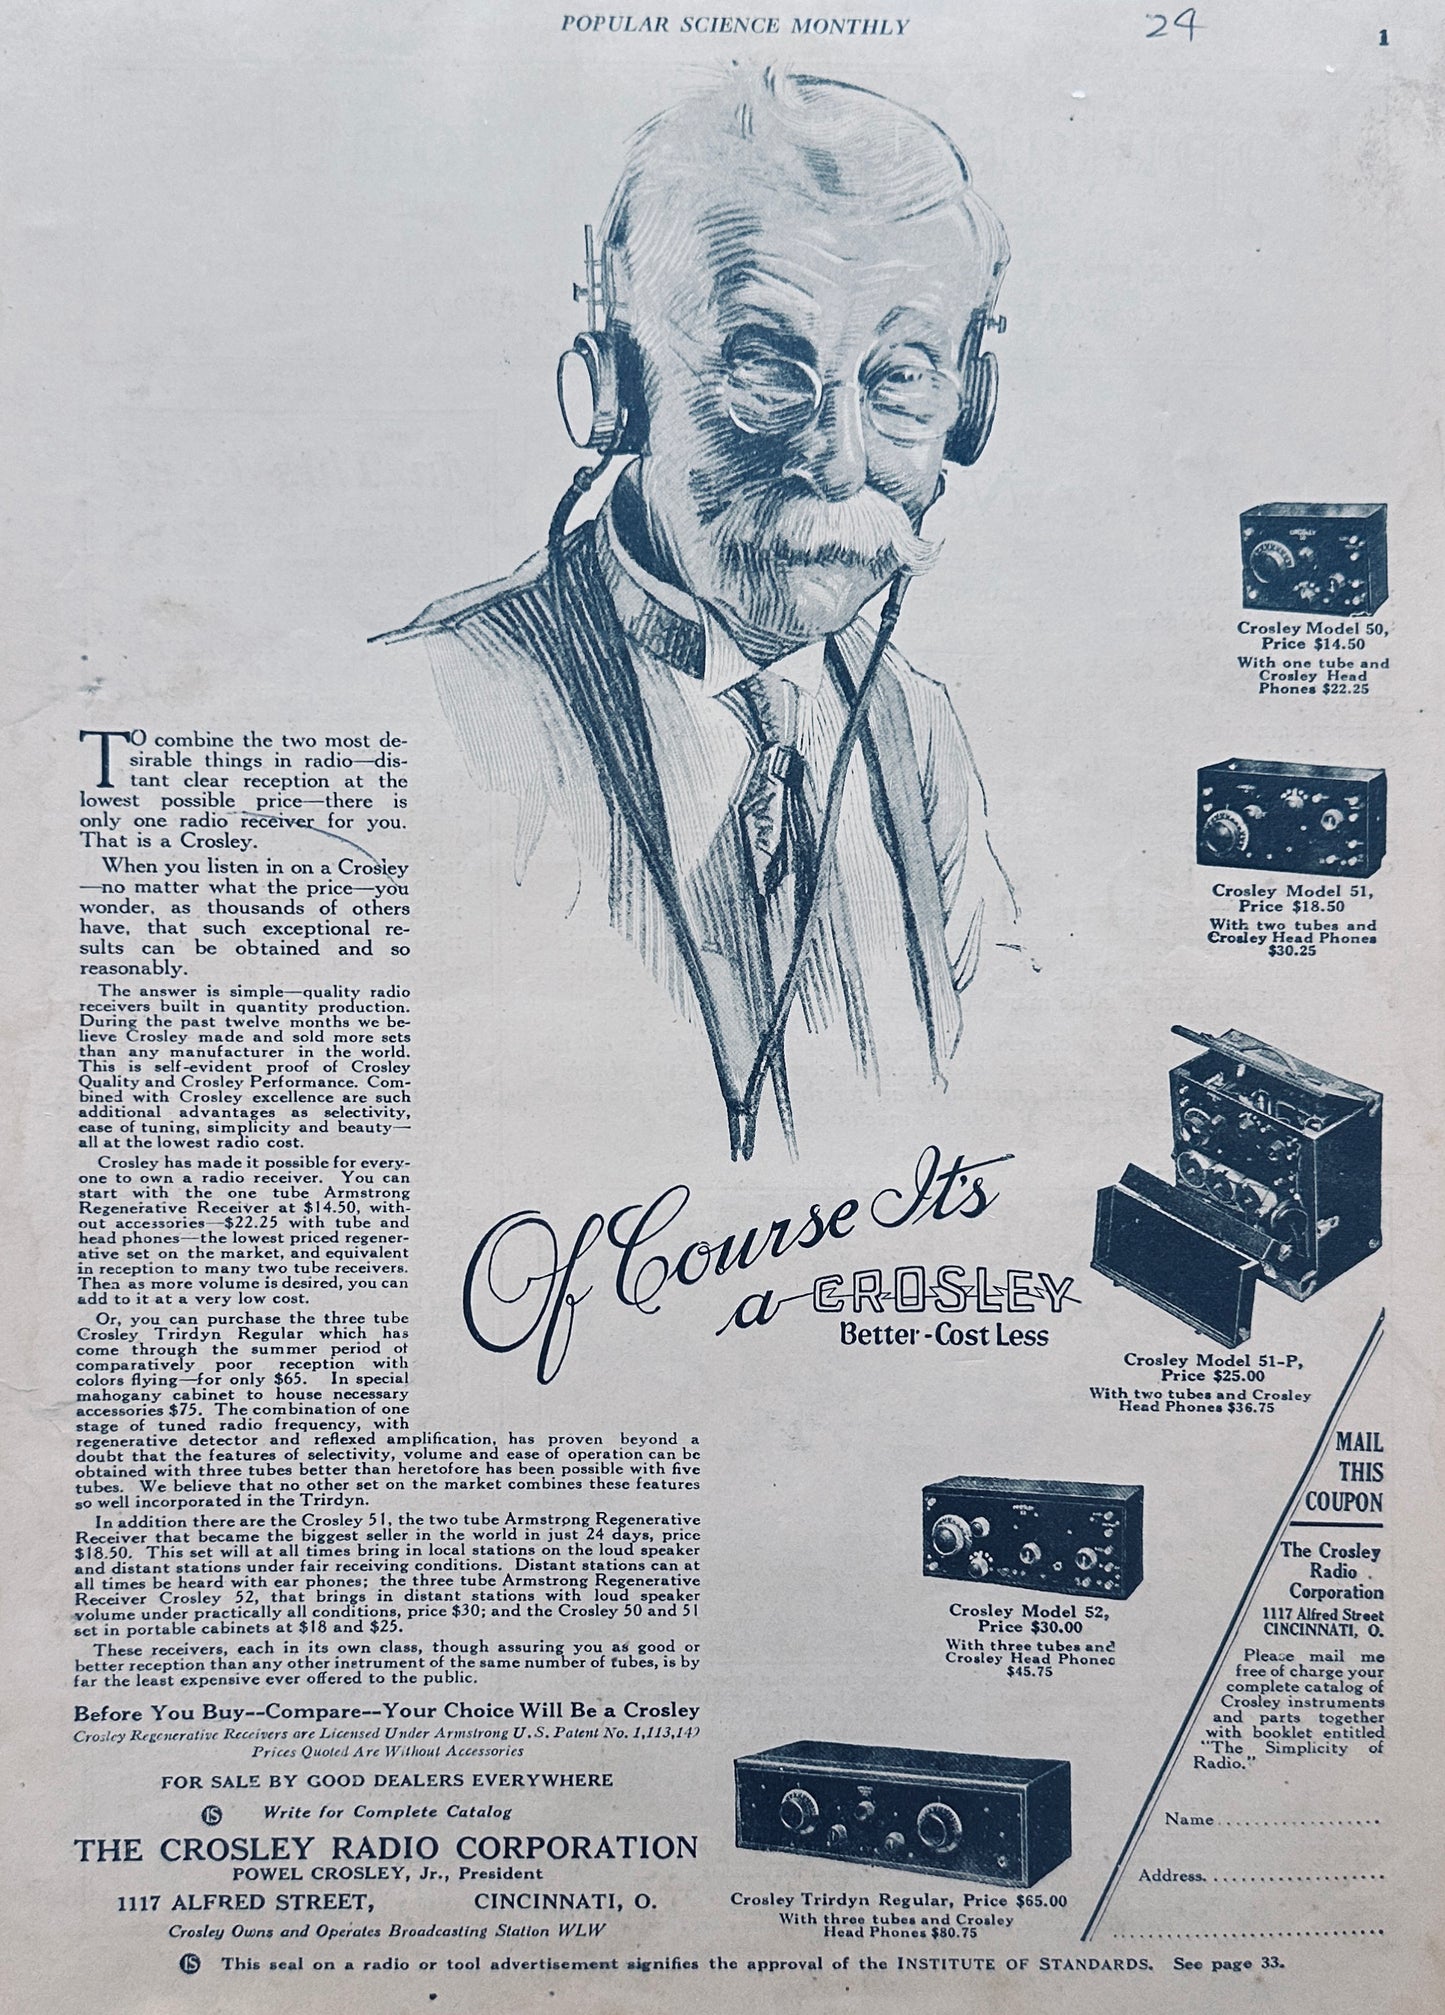 POPULAR SCIENCE MONTHLY
24
1
TO combine the two most de-
sirable things in radio—dis-
tant clear reception at the
lowest possible price—there is
only one radio receiver for you.
That is a Crosley.
When you listen in on a Crosley
—no matter what the price—you
wonder, as thousands of others
have, that such exceptional re-
sults can be obtained and so
reasonably.
The answer is simple—quality radio
receivers built in quantity production.
During the past twelve months we be-
lieve Crosley made and sold more sets
than any manufacturer in the world.
This is self-evident proof of Crosley
Quality and Crosley Performance. Com-
bined with Crosley excellence are such
additional advantages as selectivity,
ease of tuning, simplicity and beauty—
all at the lowest radio cost.
Crosley has made it possible for every-
one to own a radio receiver. You can
start with the one tube Armstrong
Regenerative Receiver at $14.50, with-
out accessories—$22.25 with tube and
head phones—the lowest priced regener-
ative set on the market, and equivalent
in reception to many two tube receivers.
Then as more volume is desired, you can
add to it at a very low cost.
Or, you can purchase the three tube
Crosley Trirdyn Regular which has
come through the summer period of
comparatively poor reception with
colors flying—for only $65. In special
mahogany cabinet to house necessary
accessories $75. The combination of one
stage of tuned radio frequency, with
regenerative detector and reflexed amplification, has proven beyond a
doubt that the features of selectivity, volume and ease of operation can be
obtained with three tubes better than heretofore has been possible with five
tubes. We believe that no other set on the market combines these features
so well incorporated in the Trirdyn.
In addition there are the Crosley 51, the two tube Armstrong Regenerative
Receiver that became the biggest seller in the world in just 24 days, price
$18.50. This set will at all times bring in local stations on the loud speaker
and distant stations under fair receiving conditions. Distant stations can at
all times be heard with ear phones; the three tube Armstrong Regenerative
Receiver Crosley 52, that brings in distant stations with loud speaker
volume under practically all conditions, price $30; and the Crosley 50 and 51
set in portable cabinets at $18 and $25.
These receivers, each in its own class, though assuring you as good or
better reception than any other instrument of the same number of tubes, is by
far the least expensive ever offered to the public.
Before You Buy--Compare--Your Choice Will Be a Crosley
Crosley Regenerative Receivers are Licensed Under Armstrong U.S. Patent No. 1,113,149
Prices Quoted Are Without Accessories
FOR SALE BY GOOD DEALERS EVERYWHERE
IS Write for Complete Catalog
THE CROSLEY RADIO CORPORATION
POWEL CROSLEY, Jr., President
1117 ALFRED STREET, CINCINNATI, O.
Crosley Owns and Operates Broadcasting Station WLW
Of Course It's
a CROSLEY
Better-Cost Less
CROSLEY
Crosley Model 50,
Price $14.50
With one tube and
Crosley Head
Phones $22.25
Crosley Model 51,
Price $18.50
With two tubes and
Crosley Head Phones
$30.25
Crosley Model 51-P,
Price $25.00
With two tubes and Crosley
Head Phones $36.75
Crosley Model 52,
Price $30.00
With three tubes and
Crosley Head Phones
$45.75
Crosley Trirdyn Regular, Price $65.00
With three tubes and Crosley
Head Phones $80.75
MAIL
THIS
COUPON
The Crosley
Radio
Corporation
1117 Alfred Street
CINCINNATI, O.
Please mail me
free of charge your
complete catalog of
Crosley instruments
and parts together
with booklet entitled
"The Simplicity of
Radio."
Name
Address
IS This seal on a radio or tool advertisement signifies the approval of the INSTITUTE OF STANDARDS. See page 33.